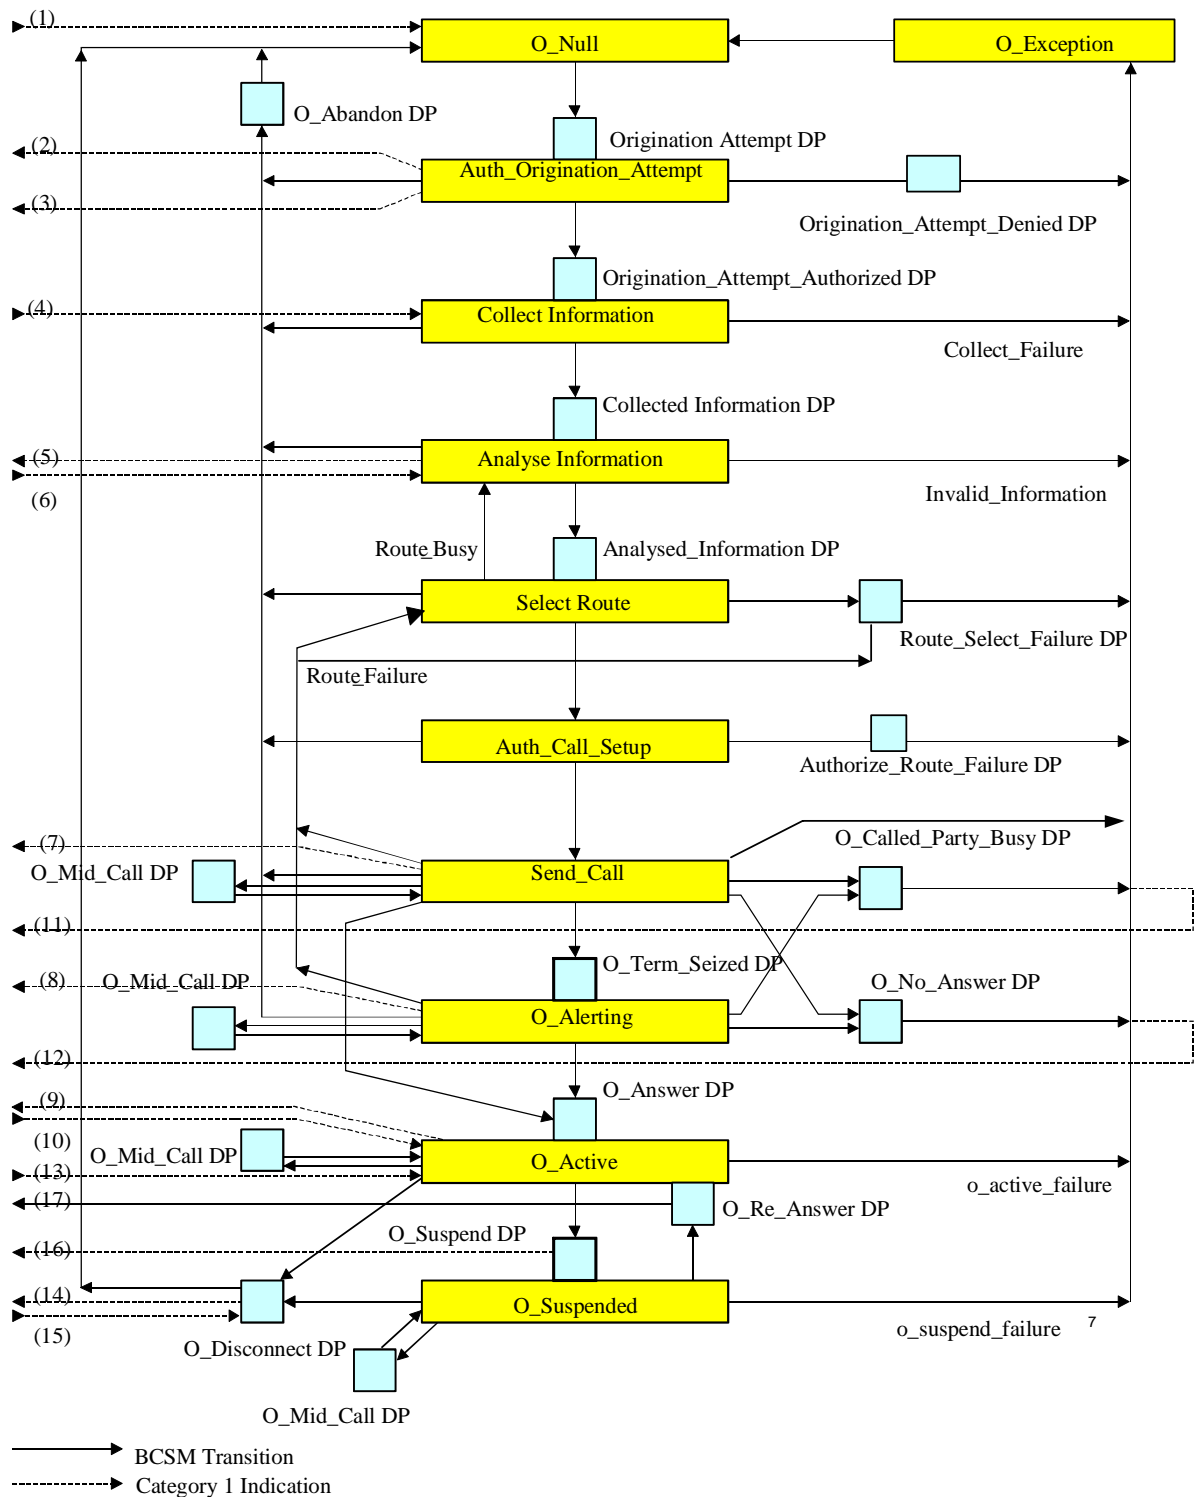 (1)
O_Null
O_Exception
O_Abandon DP
(2)
Origination Attempt DP
Auth_Origination_Attempt
(3)
Origination_Attempt_Denied DP
Origination_Attempt_Authorized DP
(4)
Collect Information
Collect_Failure
Collected Information DP
(5)
Analyse Information
(6)
Invalid_Information
Route_Busy
Analysed_Information DP
Select Route
Route_Select_Failure DP
Route_Failure
Auth_Call_Setup
Authorize_Route_Failure DP
(7)
O_Called_Party_Busy DP
O_Mid_Call DP
Send_Call
(11)
O_Term_Seized DP
(8)
O_Mid_Call DP
O_No_Answer DP
O_Alerting
(12)
O_Answer DP
(9)
(10)
O_Mid_Call DP
O_Active
(13)
o_active_failure
(17)
O_Re_Answer DP
O_Suspend DP
(16)
(14)
O_Suspended
(15)
o_suspend_failure
7
O_Disconnect DP
O_Mid_Call DP
BCSM Transition
Category 1 Indication